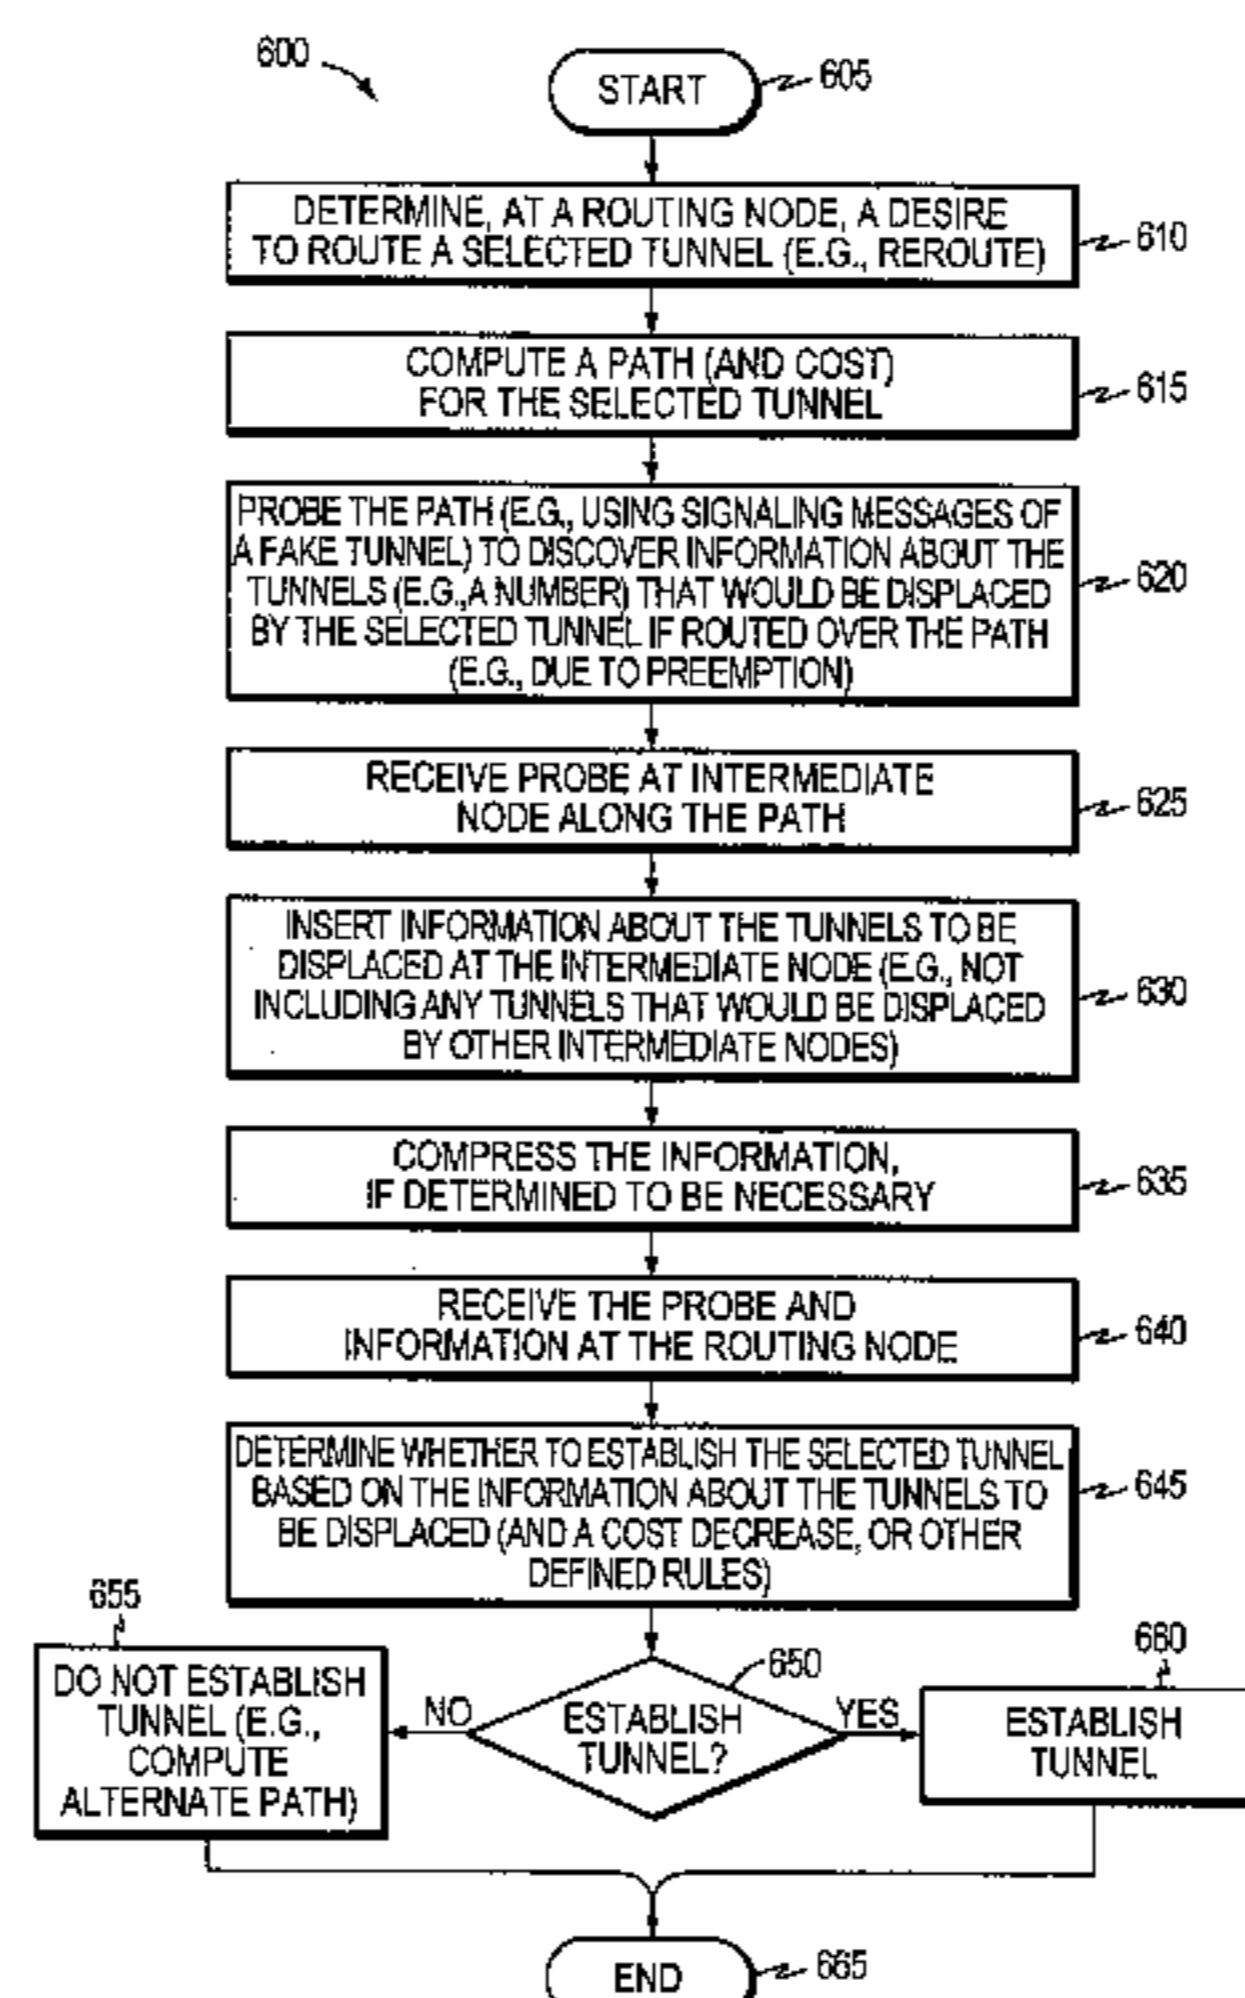 600
START
605
DETERMINE, AT A ROUTING NODE, A DESIRE
TO ROUTE A SELECTED TUNNEL (E.G., REROUTE)
610
COMPUTE A PATH (AND COST)
FOR THE SELECTED TUNNEL
615
PROBE THE PATH (E.G., USING SIGNALING MESSAGES OF
A FAKE TUNNEL) TO DISCOVER INFORMATION ABOUT THE
TUNNELS (E.G., A NUMBER) THAT WOULD BE DISPLACED
BY THE SELECTED TUNNEL IF ROUTED OVER THE PATH
(E.G., DUE TO PREEMPTION)
620
RECEIVE PROBE AT INTERMEDIATE
NODE ALONG THE PATH
625
INSERT INFORMATION ABOUT THE TUNNELS TO BE
DISPLACED AT THE INTERMEDIATE NODE (E.G., NOT
INCLUDING ANY TUNNELS THAT WOULD BE DISPLACED
BY OTHER INTERMEDIATE NODES)
630
COMPRESS THE INFORMATION,
IF DETERMINED TO BE NECESSARY
635
RECEIVE THE PROBE AND
INFORMATION AT THE ROUTING NODE
640
DETERMINE WHETHER TO ESTABLISH THE SELECTED TUNNEL
BASED ON THE INFORMATION ABOUT THE TUNNELS TO
BE DISPLACED (AND A COST DECREASE, OR OTHER
DEFINED RULES)
645
655
DO NOT ESTABLISH
TUNNEL (E.G.,
COMPUTE
ALTERNATE PATH)
NO
ESTABLISH
TUNNEL?
650
YES
660
ESTABLISH
TUNNEL
END
665